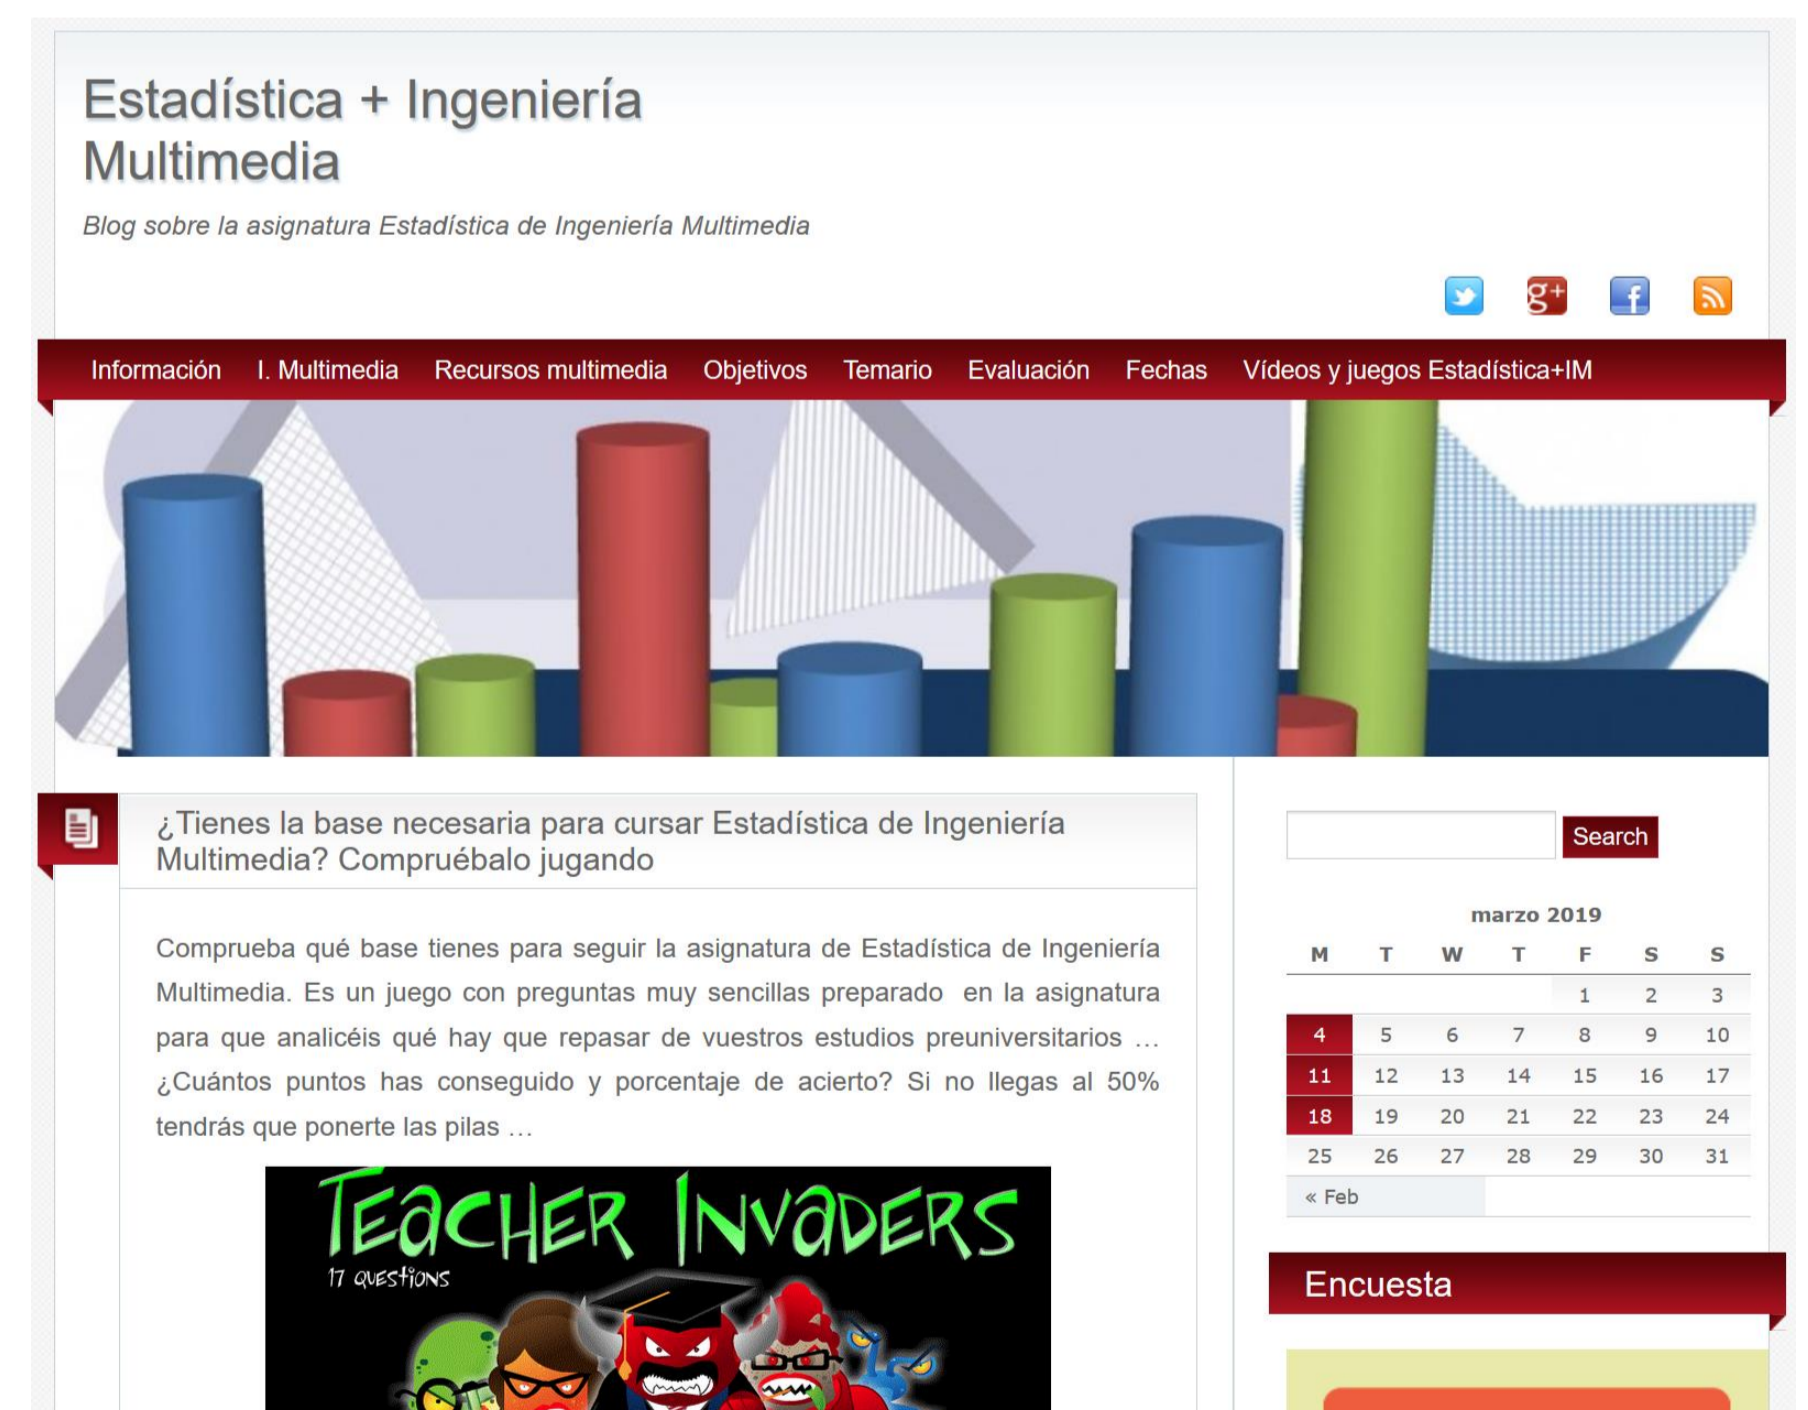 Estadística + Ingeniería
Multimedia
Blog sobre la asignatura Estadística de Ingeniería Multimedia
g+ f
Información I. Multimedia Recursos multimedia Objetivos Temario Evaluación Fechas Vídeos y juegos Estadística+IM
¿Tienes la base necesaria para cursar Estadística de Ingeniería
Multimedia? Compruébalo jugando
Comprueba qué base tienes para seguir la asignatura de Estadística de Ingeniería
Multimedia. Es un juego con preguntas muy sencillas preparado en la asignatura
para que analicéis qué hay que repasar de vuestros estudios preuniversitarios …
¿Cuántos puntos has conseguido y porcentaje de acierto? Si no llegas al 50%
tendrás que ponerte las pilas …
TEaCHER INVaDERS
17 QUESTiONS
Search
marzo 2019
M T W T F S S
1 2 3
4 5 6 7 8 9 10
11 12 13 14 15 16 17
18 19 20 21 22 23 24
25 26 27 28 29 30 31
« Feb
Encuesta